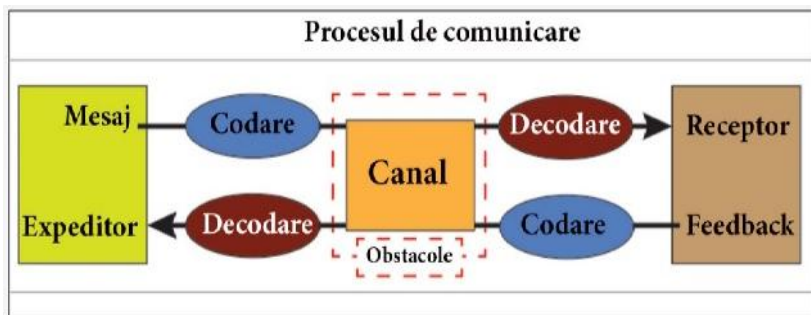 Procesul de comunicare
Mesaj
Codare
Canal
Decodare
Receptor
Expeditor
Decodare
Obstacole
Codare
Feedback